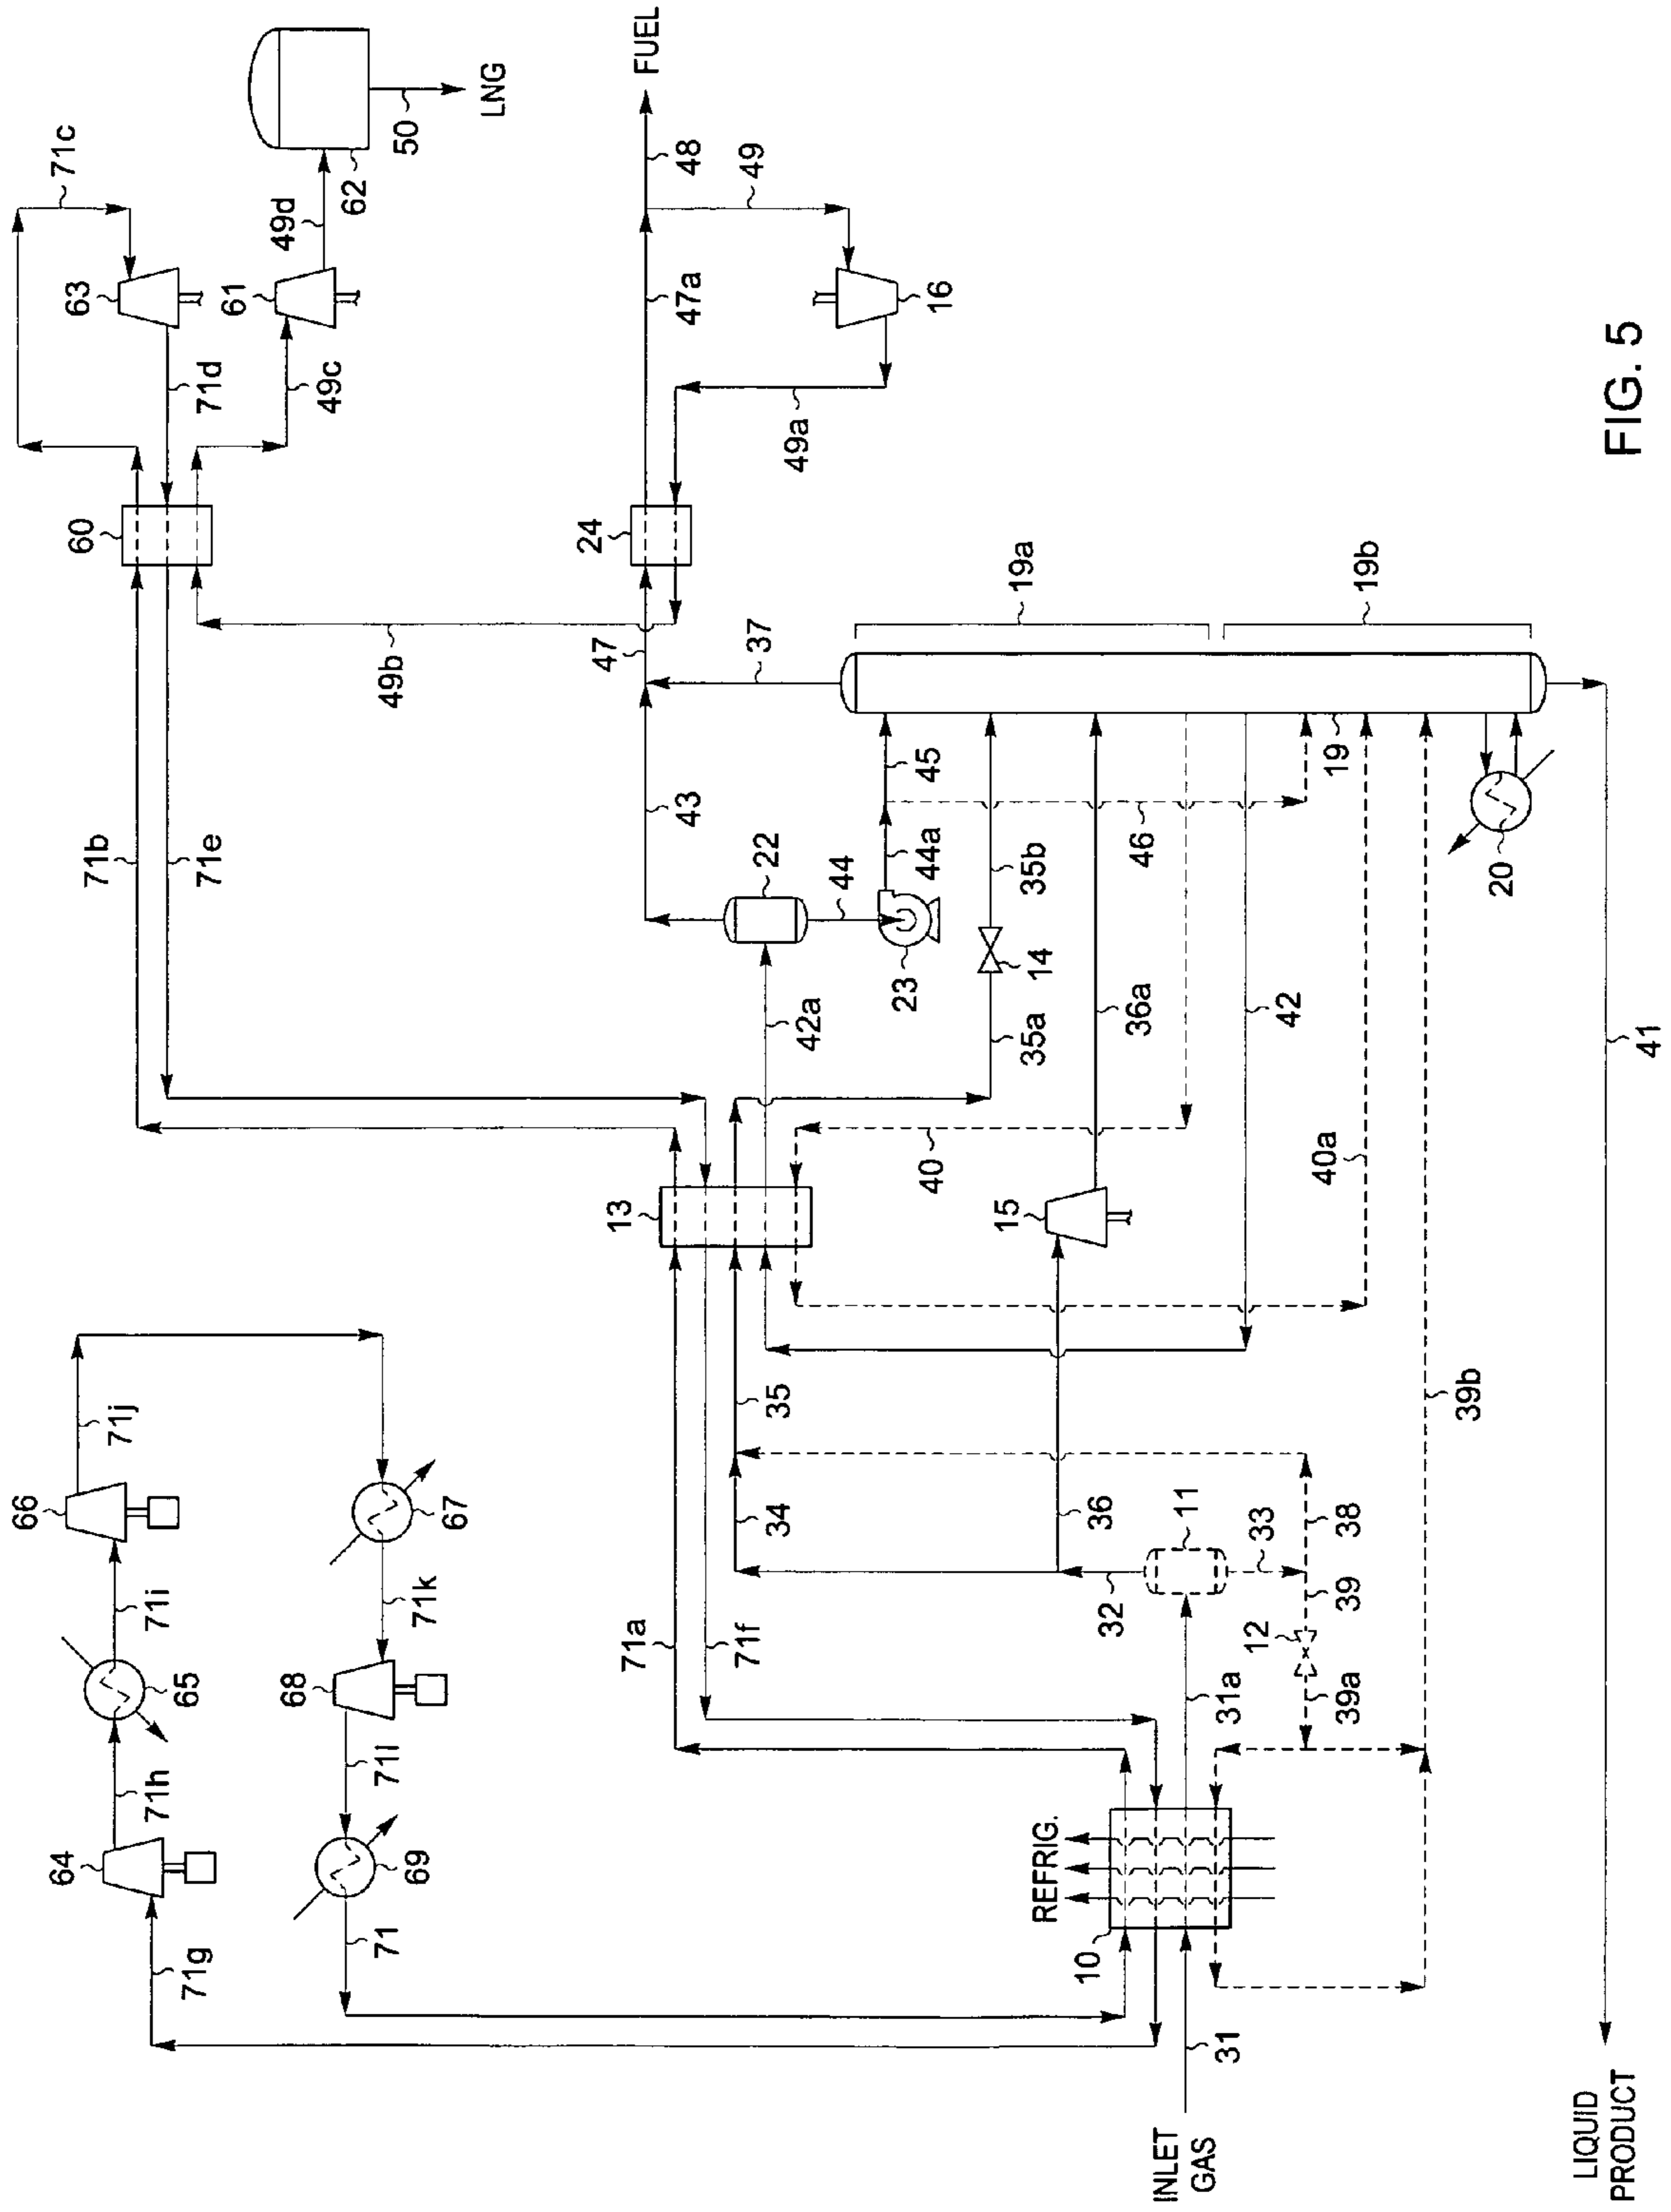 66
71j
71i
65
71h
64
71g
67
71k
68
71l
69
71
71b
71e
60
63
71c
71d
61
49d
49c
62
50
LNG
49b
24
47
47a
48
FUEL
49
49a
16
43
37
22
42a
44
23
44a
45
46
14
35a
35b
36a
42
40
40a
13
15
19a
19b
19
20
71a
71f
35
34
36
11
32
33
38
39
12
39a
31a
39b
REFRIG.
10
31
INLET
GAS
41
LIQUID
PRODUCT
FIG. 5